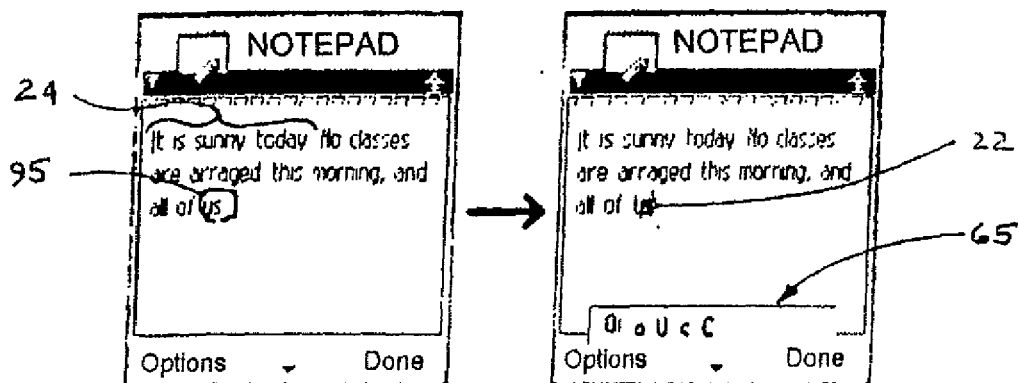 NOTEPAD
24
It is sunny today No classes
95
are arraged this morning, and
all of us
Options Done
NOTEPAD
It is sunny today No classes
22
are arraged this morning, and
all of
65
U C
Options Done